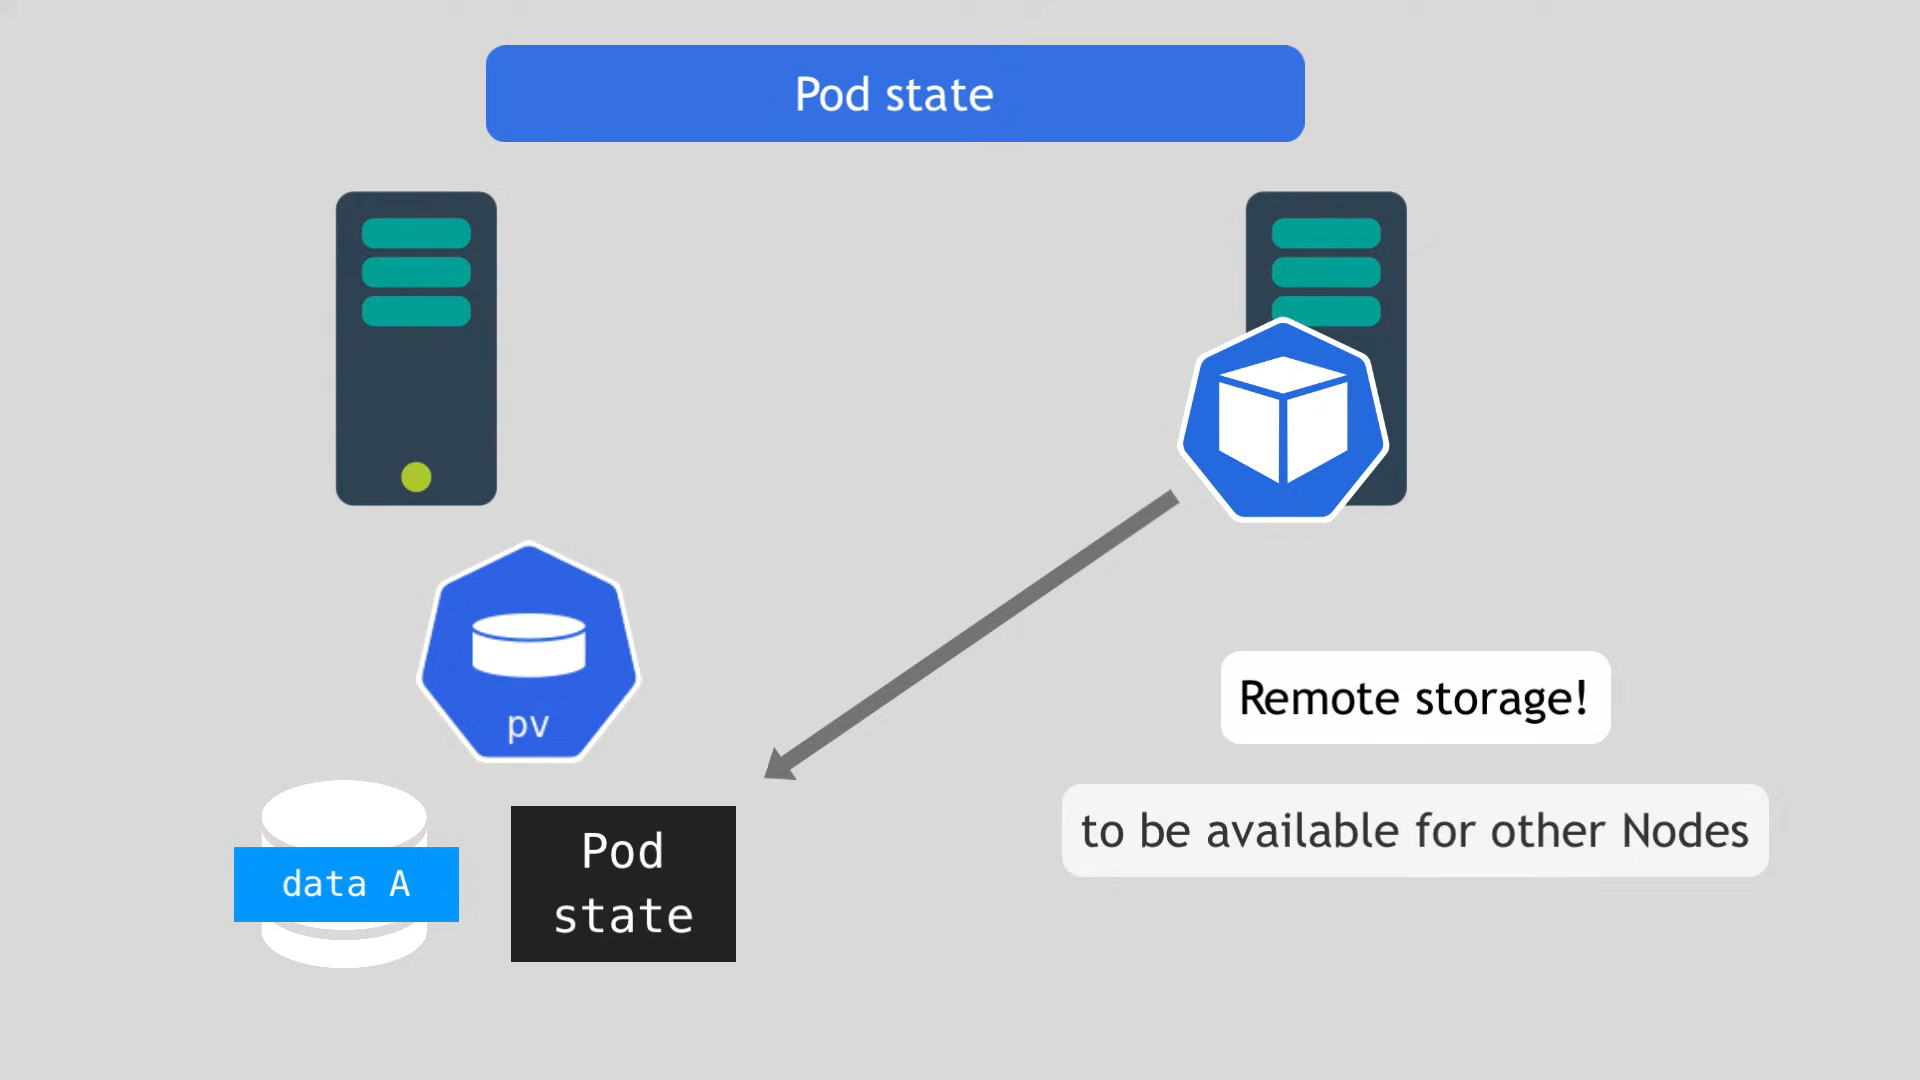 Pod state
pv
Remote storage!
to be available for other Nodes
data A
Pod
state